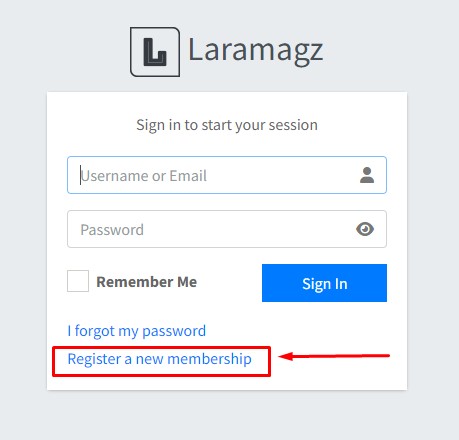 Laramagz
Sign in to start your session
Username or Email
Password
Remember Me
Sign In
I forgot my password
Register a new membership